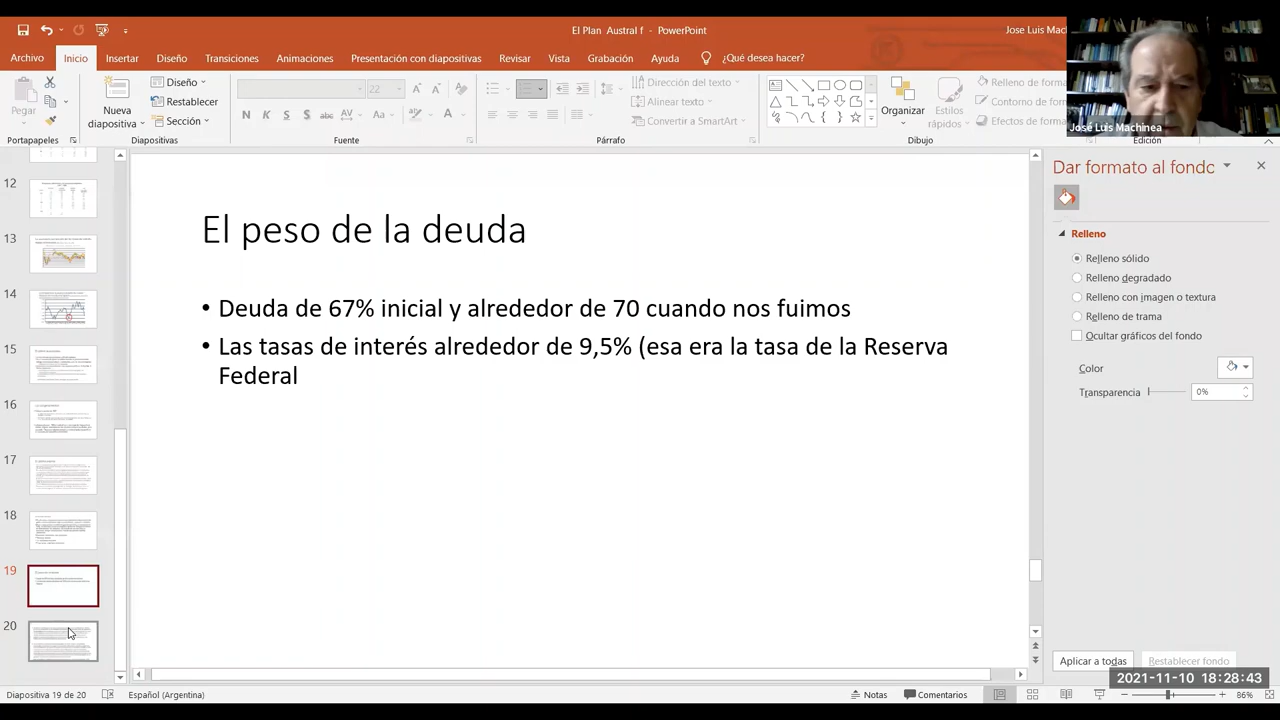 El Plan Austral f - PowerPoint
Jose Luis Machi
Archivo Inicio Insertar Diseño Transiciones Animaciones Presentación con diapositivas Revisar Vista Grabación Ayuda ¿Qué desea hacer?
Pegar
Nueva diapositiva
Diseño
Restablecer
Sección
22
N K S S abc AV Aa A
Dirección del texto
Alinear texto
Convertir a SmartArt
Organizar
Estilos rápidos
Relleno de forma
Contorno de forma
Efectos de forma
José Luis Machinea
Portapapeles Diapositivas Fuente Párrafo Dibujo Edición
12
13
14
15
16
17
18
19
20
El peso de la deuda
• Deuda de 67% inicial y alrededor de 70 cuando nos fuimos
• Las tasas de interés alrededor de 9,5% (esa era la tasa de la Reserva
Federal
Dar formato al fondo
Relleno
Relleno sólido
Relleno degradado
Relleno con imagen o textura
Relleno de trama
Ocultar gráficos del fondo
Color
Transparencia 0%
Aplicar a todas Restablecer fondo
2021-11-10 18:28:43
Diapositiva 19 de 20 Español (Argentina) Notas Comentarios 86%